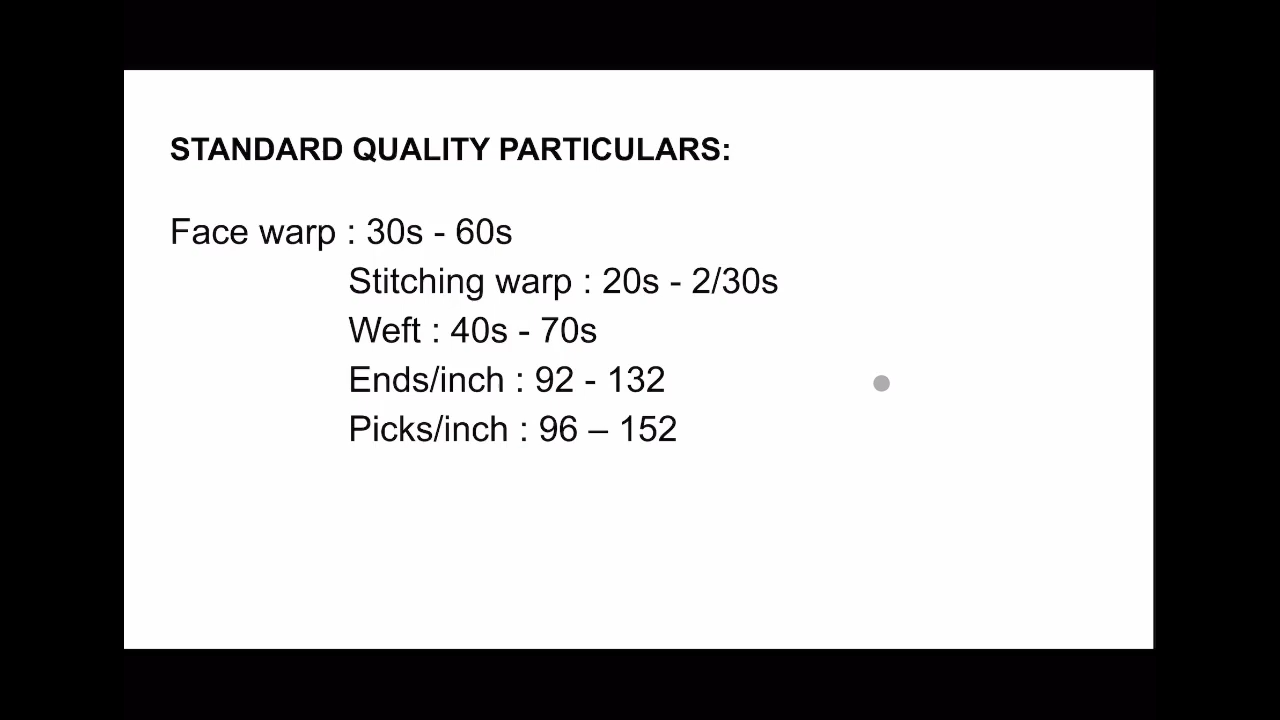 STANDARD QUALITY PARTICULARS:
Face warp : 30s - 60s
Stitching warp : 20s - 2/30s
Weft : 40s - 70s
Ends/inch : 92 - 132
Picks/inch : 96 – 152